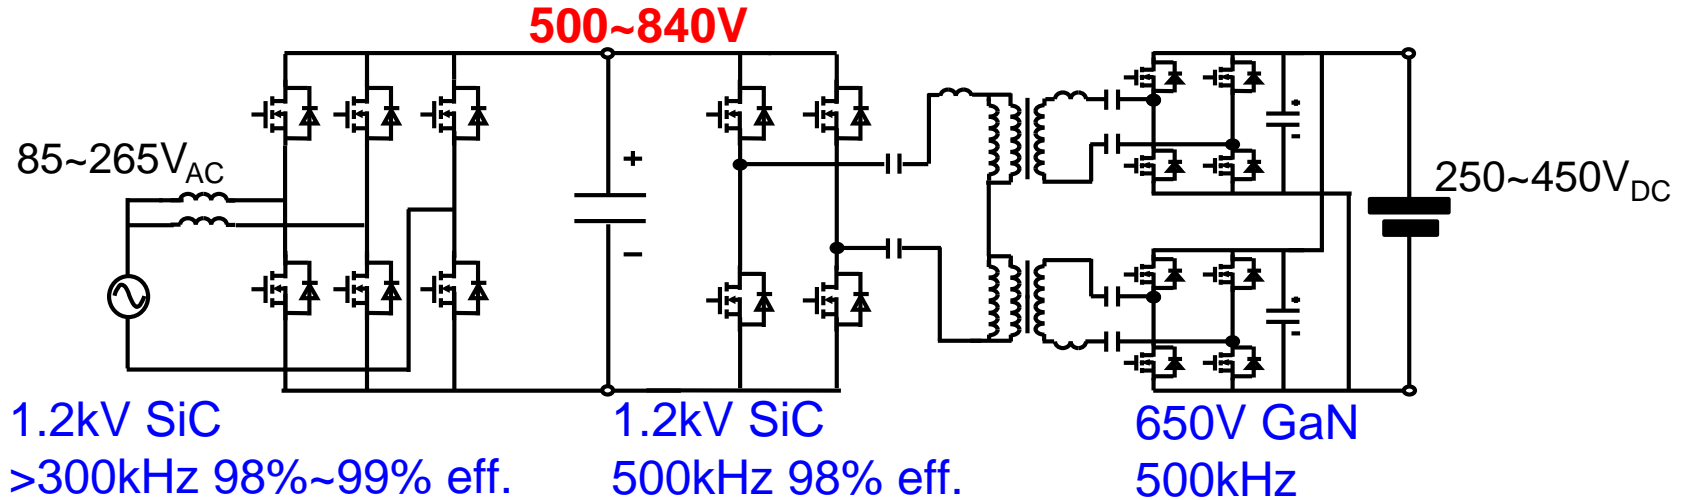 500~840V
85~265VAC
+
−
+
-
+
-
250~450VDC
1.2kV SiC
>300kHz 98%~99% eff.
1.2kV SiC
500kHz 98% eff.
650V GaN
500kHz